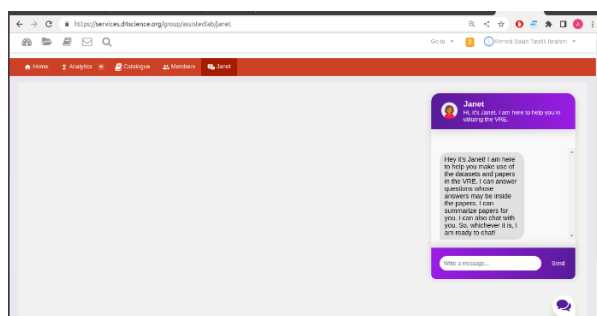 https://services.d4science.org/group/assistedlab/janet
Go to
Ahmed Salah Tawfik Ibrahim
Home
Analytics
Catalogue
Members
Janet
Janet
Hi, it's Janet. I am here to help you in
utilizing the VRE.
Hey it's Janet! I am here
to help you make use of
the datasets and papers
in the VRE. I can answer
questions whose
answers may be inside
the papers. I can
summarize papers for
you. I can also chat with
you. So, whichever it is, I
am ready to chat!
Write a message...
Send